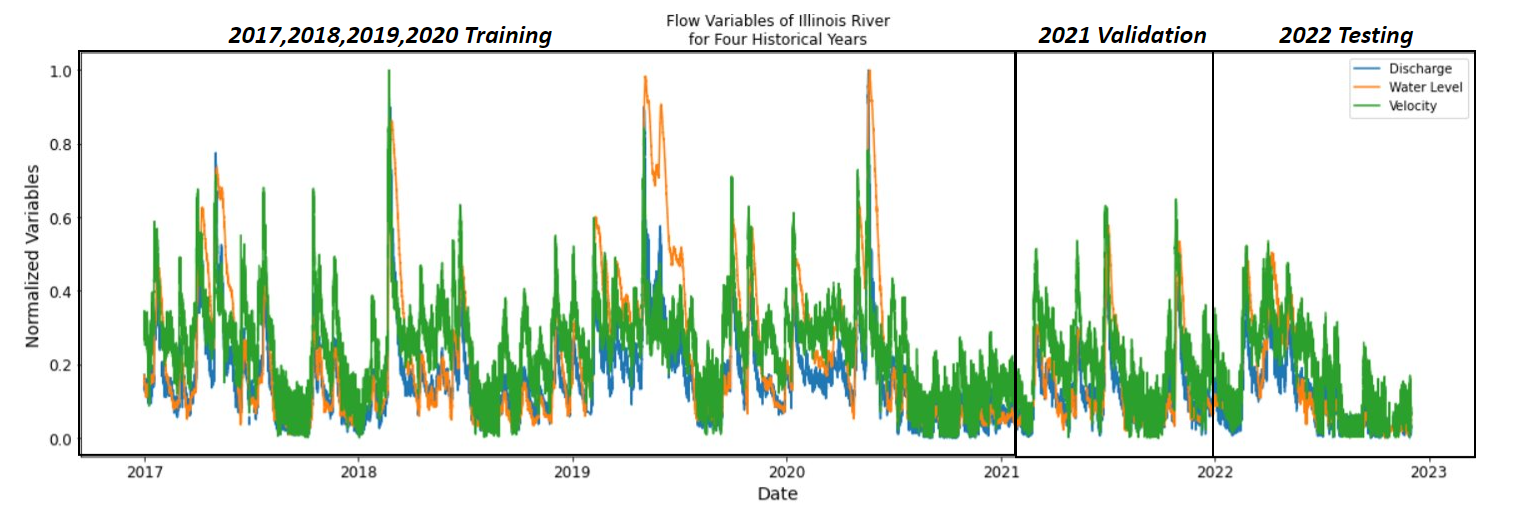 2017,2018,2019,2020 Training
Flow Variables of Illinois River
for Four Historical Years
2021 Validation
2022 Testing
Discharge
Water Level
Velocity
Normalized Variables
1.0
0.8
0.6
0.4
0.2
0.0
2017
2018
2019
2020
2021
2022
2023
Date